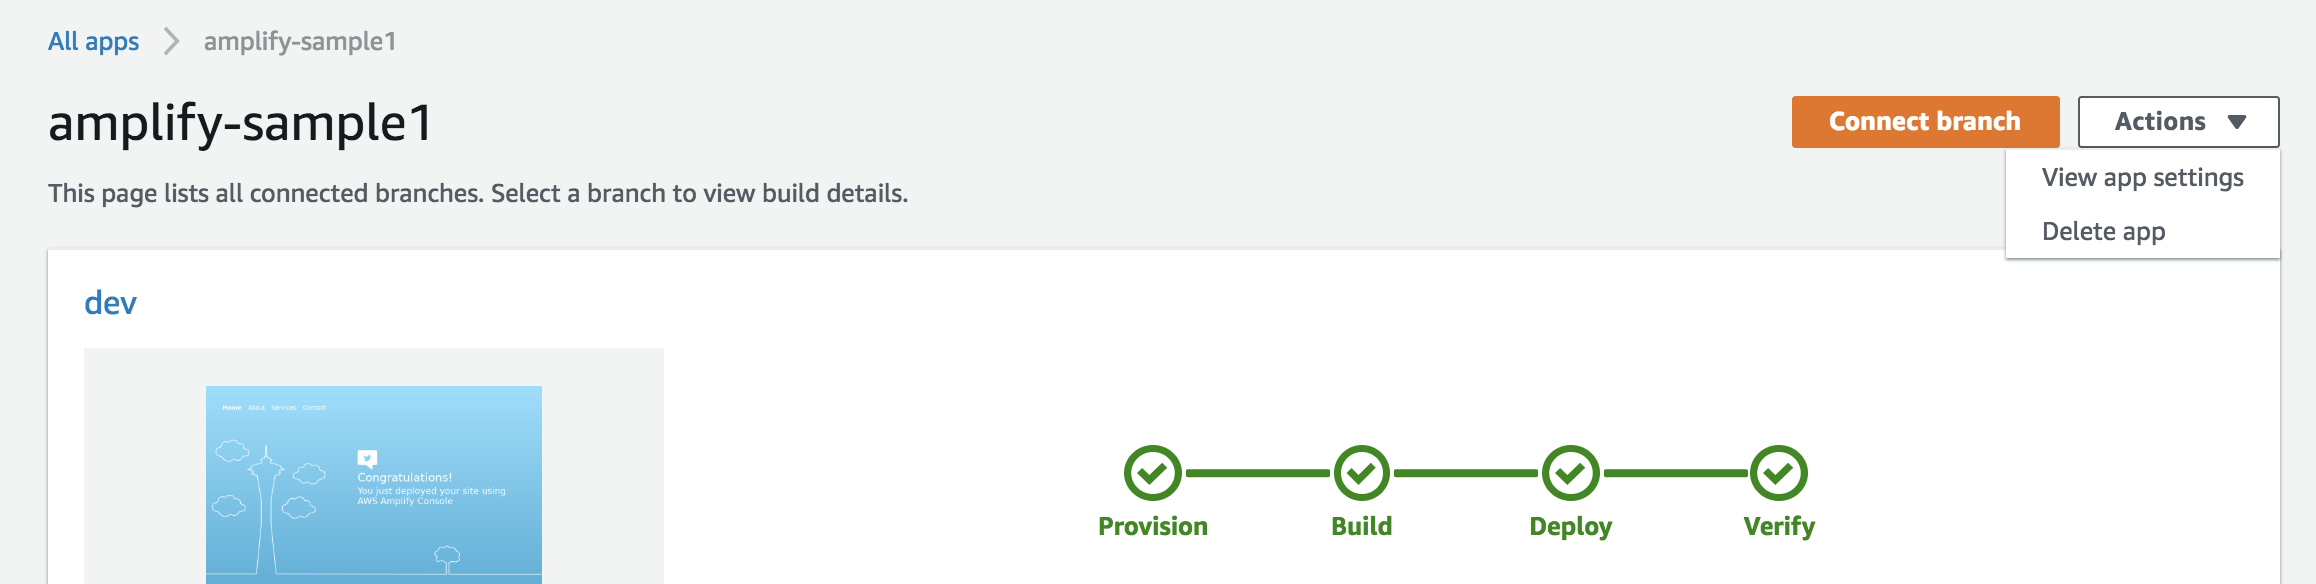 All apps > amplify-sample1
amplify-sample1
Connect branch
Actions ▼
View app settings
Delete app
This page lists all connected branches. Select a branch to view build details.
dev
Home About Services Contact
Congratulations!
You just deployed your site using
AWS Amplify Console
Provision
Build
Deploy
Verify